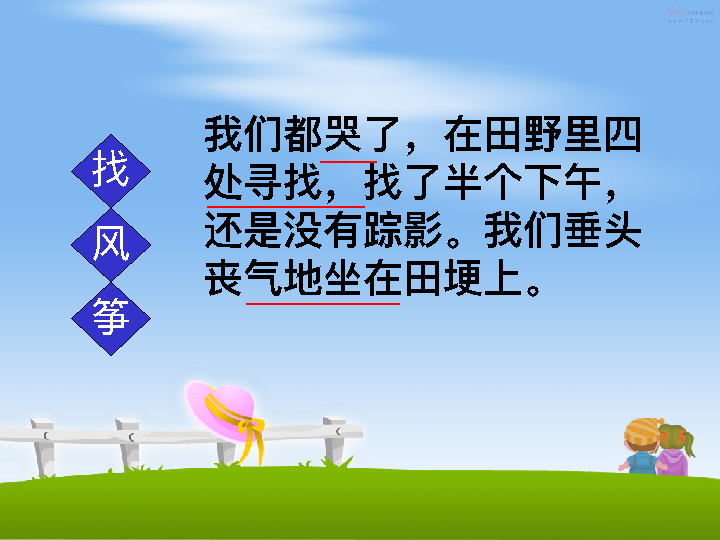 找
风
筝
我们都哭了，在田野里四
处寻找，找了半个下午，
还是没有踪影。我们垂头
丧气地坐在田埂上。